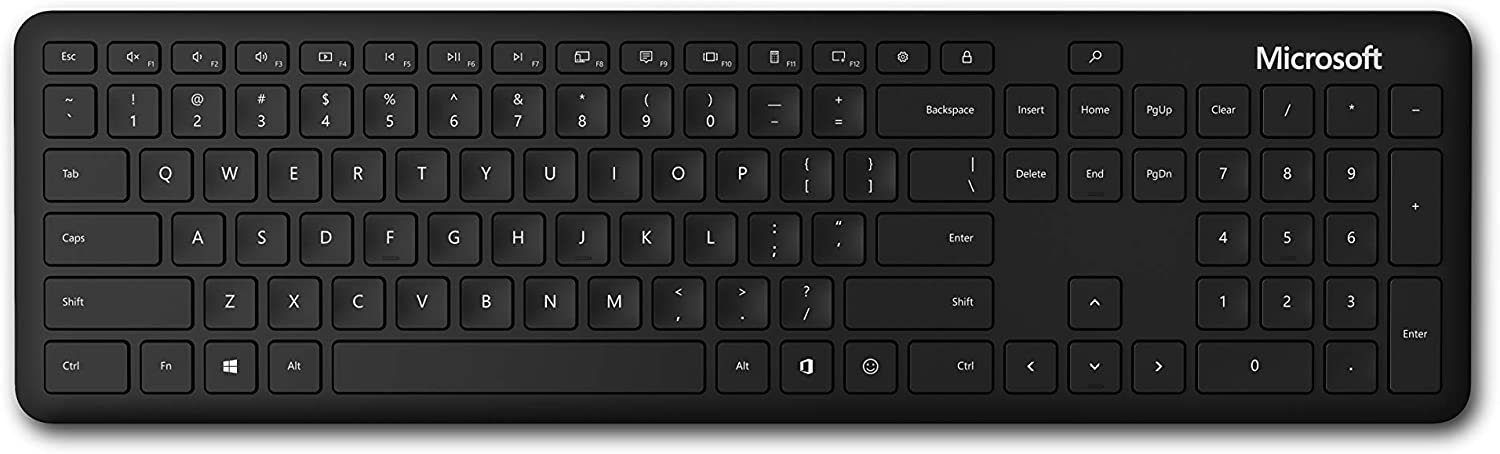 Esc F1 F2 F3 F4 F5 F6 F7 F8 F9 F10 F11 F12 Microsoft
~ ! @ # $ % ^ & * ( ) _ +
` 1 2 3 4 5 6 7 8 9 0 - = Backspace Insert Home PgUp Clear / * -
Tab Q W E R T Y U I O P { } |
[ ] \ Delete End PgDn 7 8 9
+
Caps A S D F G H J K L : “
; ‘ Enter 4 5 6
Shift Z X C V B N M < > ?
, . / Shift 1 2 3
Enter
Ctrl Fn Alt Alt Ctrl 0 .